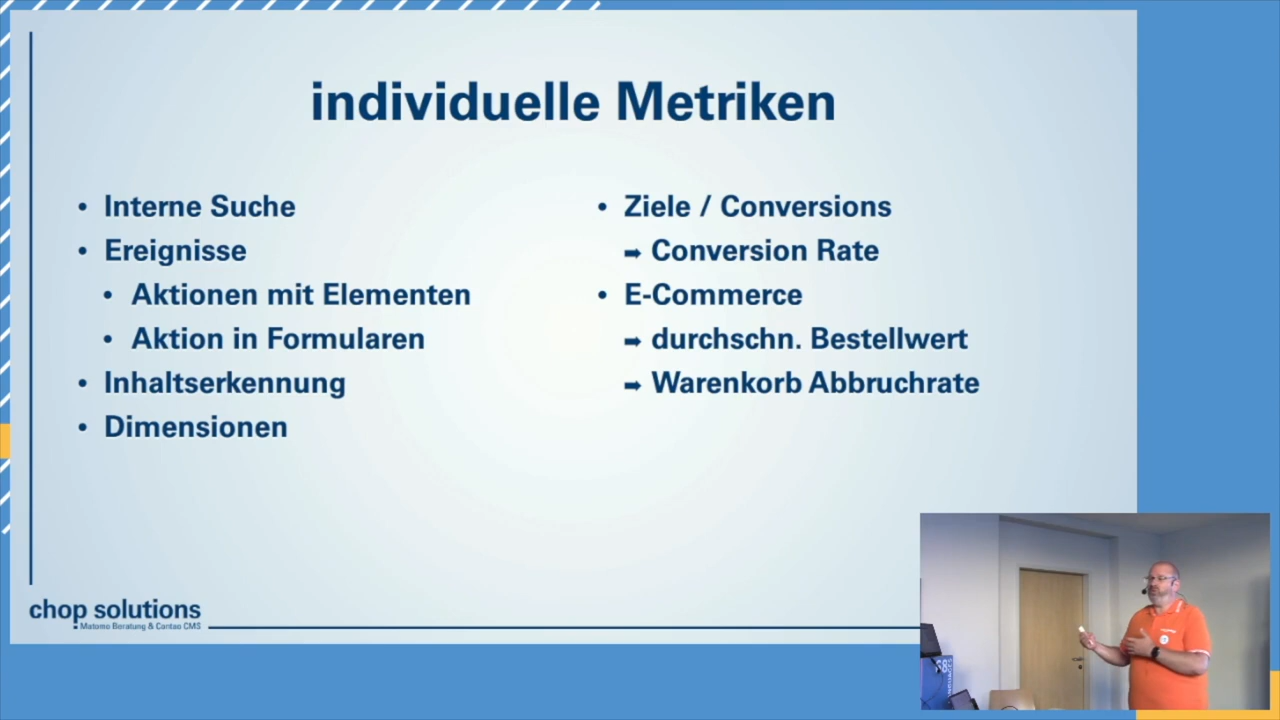 individuelle Metriken
• Interne Suche
• Ereignisse
• Aktionen mit Elementen
• Aktion in Formularen
• Inhaltserkennung
• Dimensionen
• Ziele / Conversions
➡ Conversion Rate
• E-Commerce
➡ durchschn. Bestellwert
➡ Warenkorb Abbruchrate
chop solutions
Matomo Beratung & Contao CMS